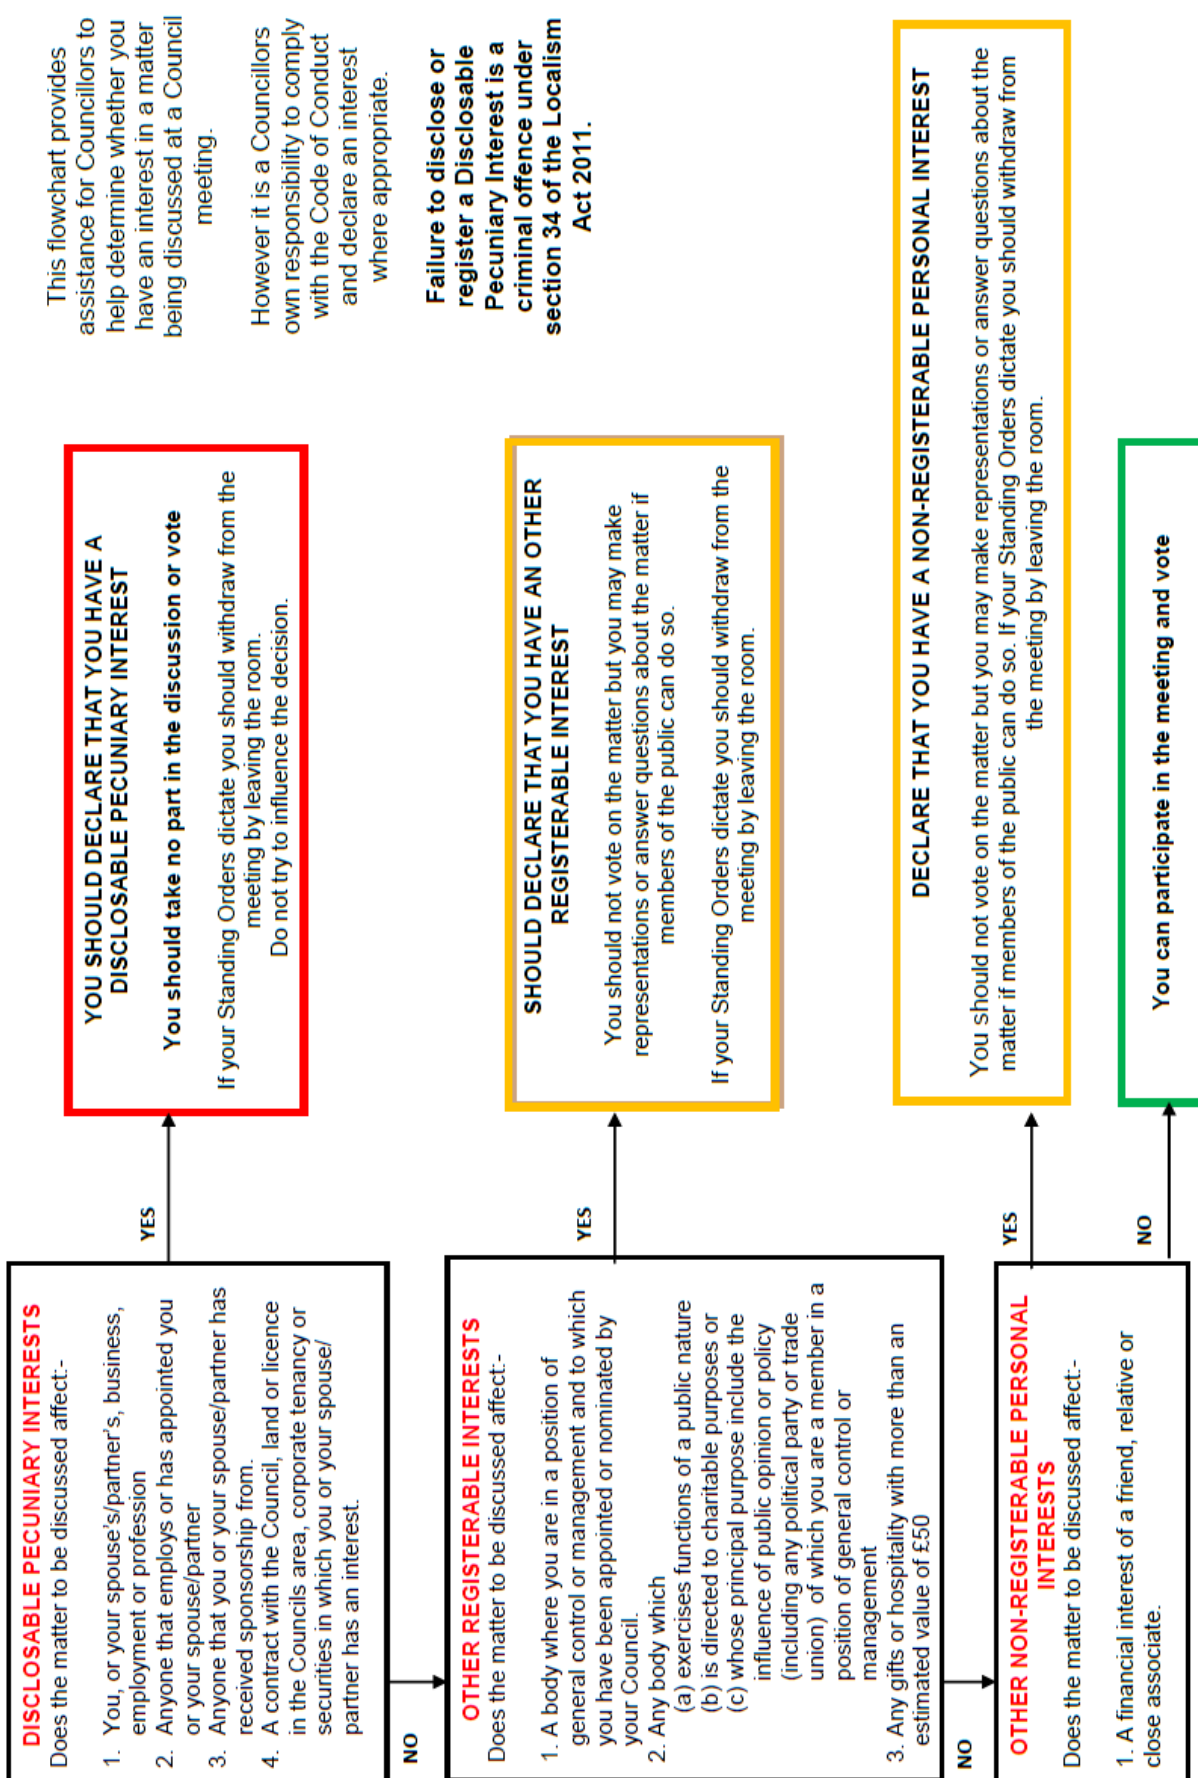 DISCLOSABLE PECUNIARY INTERESTS
Does the matter to be discussed affect:-
1. You, or your spouse's/partner's, business,
employment or profession
2. Anyone that employs or has appointed you
or your spouse/partner
3. Anyone that you or your spouse/partner has
received sponsorship from.
4. A contract with the Council, land or licence
in the Councils area, corporate tenancy or
securities in which you or your spouse/
partner has an interest.
YES
YOU SHOULD DECLARE THAT YOU HAVE A
DISCLOSABLE PECUNIARY INTEREST
You should take no part in the discussion or vote
If your Standing Orders dictate you should withdraw from the
meeting by leaving the room.
Do not try to influence the decision.
This flowchart provides
assistance for Councillors to
help determine whether you
have an interest in a matter
being discussed at a Council
meeting.
However it is a Councillors
own responsibility to comply
with the Code of Conduct
and declare an interest
where appropriate.
Failure to disclose or
register a Disclosable
Pecuniary Interest is a
criminal offence under
section 34 of the Localism
Act 2011.
NO
OTHER REGISTERABLE INTERESTS
Does the matter to be discussed affect:-
1. A body where you are in a position of
general control or management and to which
you have been appointed or nominated by
your Council.
2. Any body which
(a) exercises functions of a public nature
(b) is directed to charitable purposes or
(c) whose principal purpose include the
influence of public opinion or policy
(including any political party or trade
union) of which you are a member in a
position of general control or
management
3. Any gifts or hospitality with more than an
estimated value of £50
YES
SHOULD DECLARE THAT YOU HAVE AN OTHER
REGISTERABLE INTEREST
You should not vote on the matter but you may make
representations or answer questions about the matter if
members of the public can do so.
If your Standing Orders dictate you should withdraw from the
meeting by leaving the room.
NO
OTHER NON-REGISTERABLE PERSONAL
INTERESTS
Does the matter to be discussed affect:-
1. A financial interest of a friend, relative or
close associate.
YES
DECLARE THAT YOU HAVE A NON-REGISTERABLE PERSONAL INTEREST
You should not vote on the matter but you may make representations or answer questions about the
matter if members of the public can do so. If your Standing Orders dictate you should withdraw from
the meeting by leaving the room.
NO
You can participate in the meeting and vote